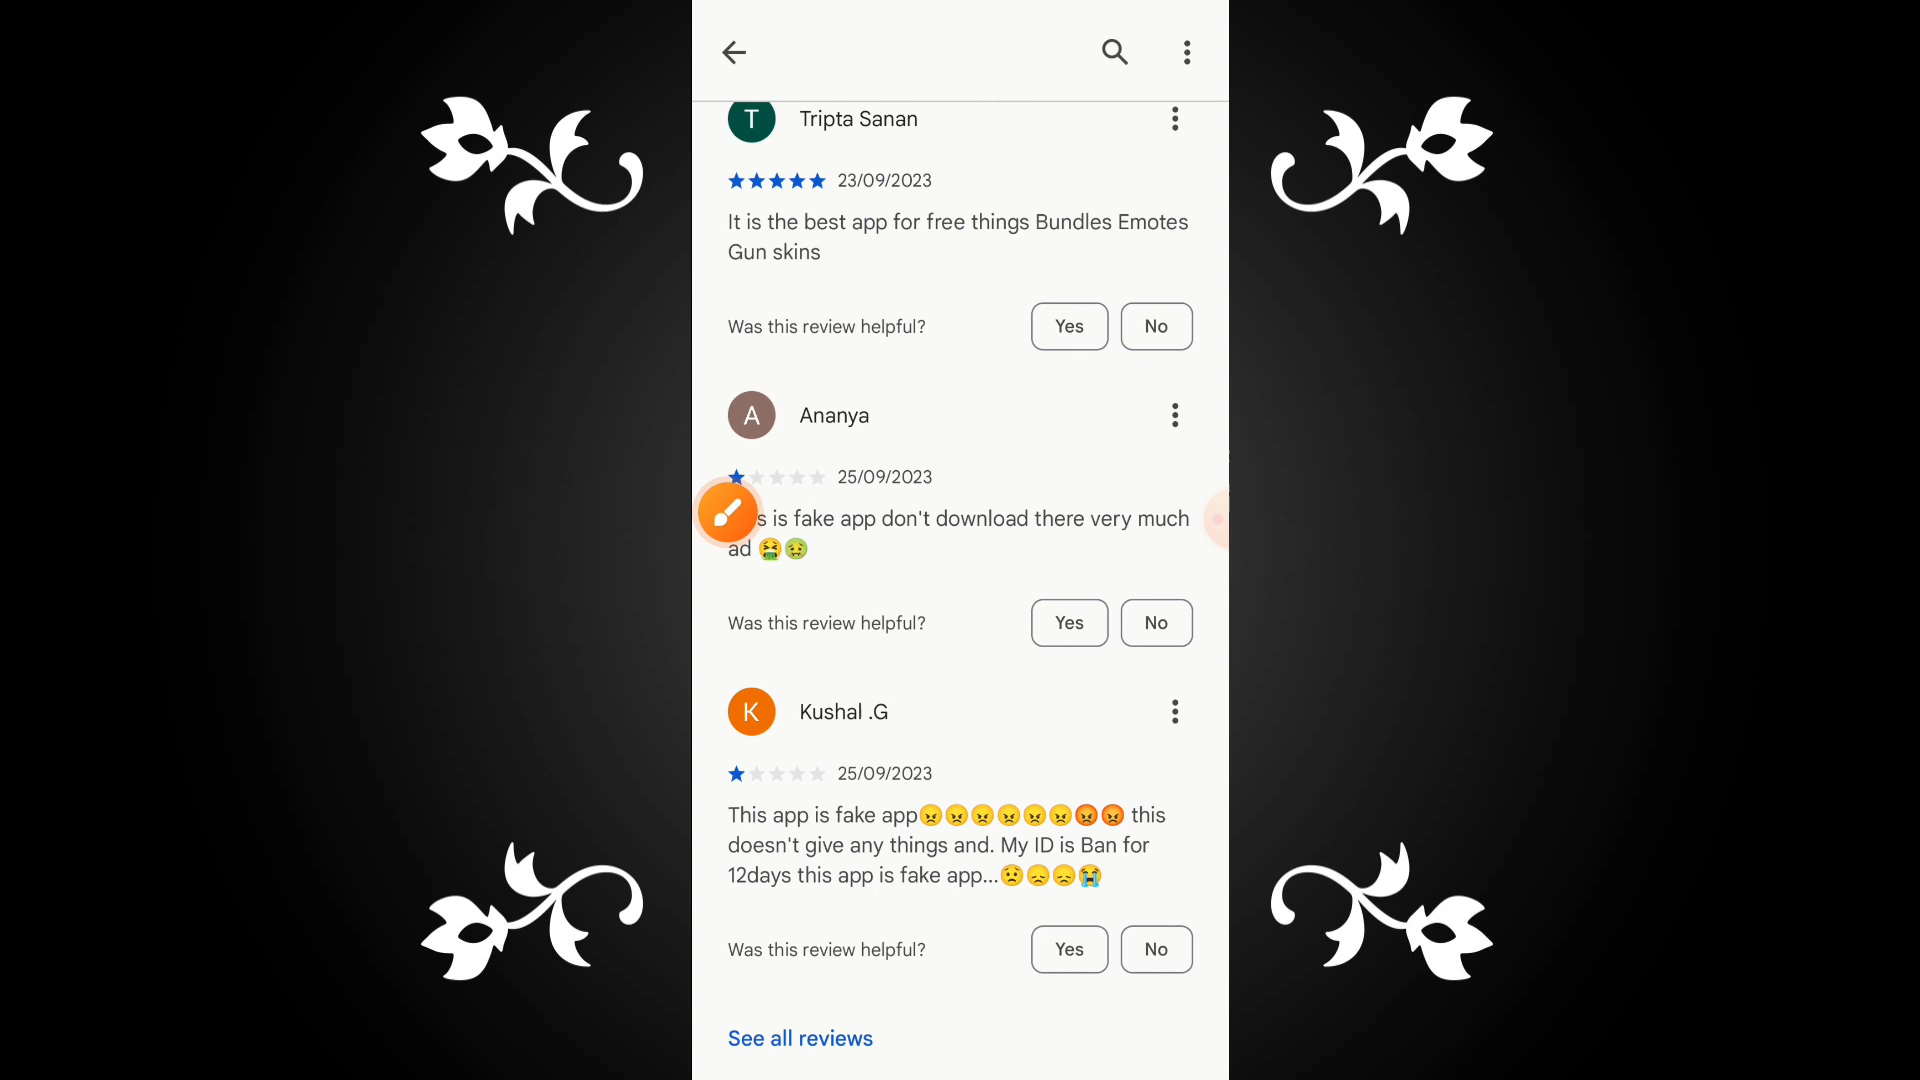 T Tripta Sanan
23/09/2023
It is the best app for free things Bundles Emotes
Gun skins
Was this review helpful? Yes No
A Ananya
25/09/2023
s is fake app don't download there very much
ad 🤮🤢
Was this review helpful? Yes No
K Kushal .G
25/09/2023
This app is fake app😠😠😠😠😠😠😡😡 this
doesn't give any things and. My ID is Ban for
12days this app is fake app...😟😞😞😭
Was this review helpful? Yes No
See all reviews